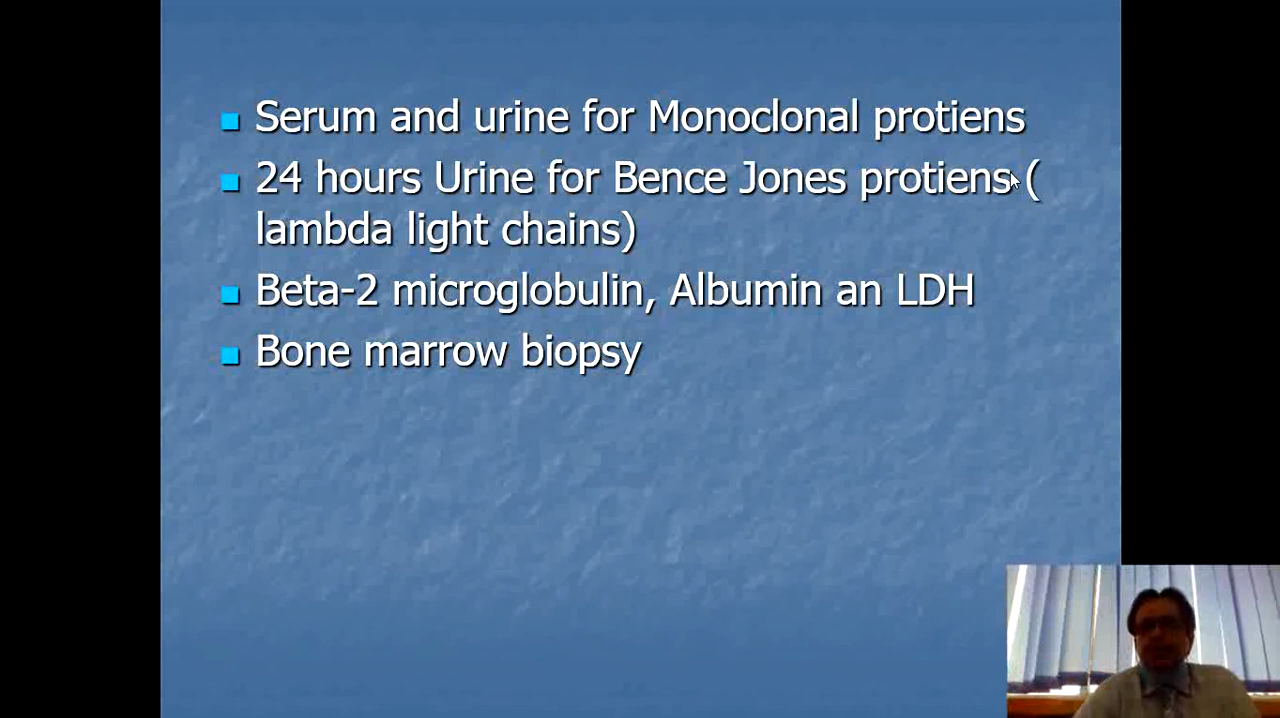 Serum and urine for Monoclonal protiens
24 hours Urine for Bence Jones protiens (
lambda light chains)
Beta-2 microglobulin, Albumin an LDH
Bone marrow biopsy